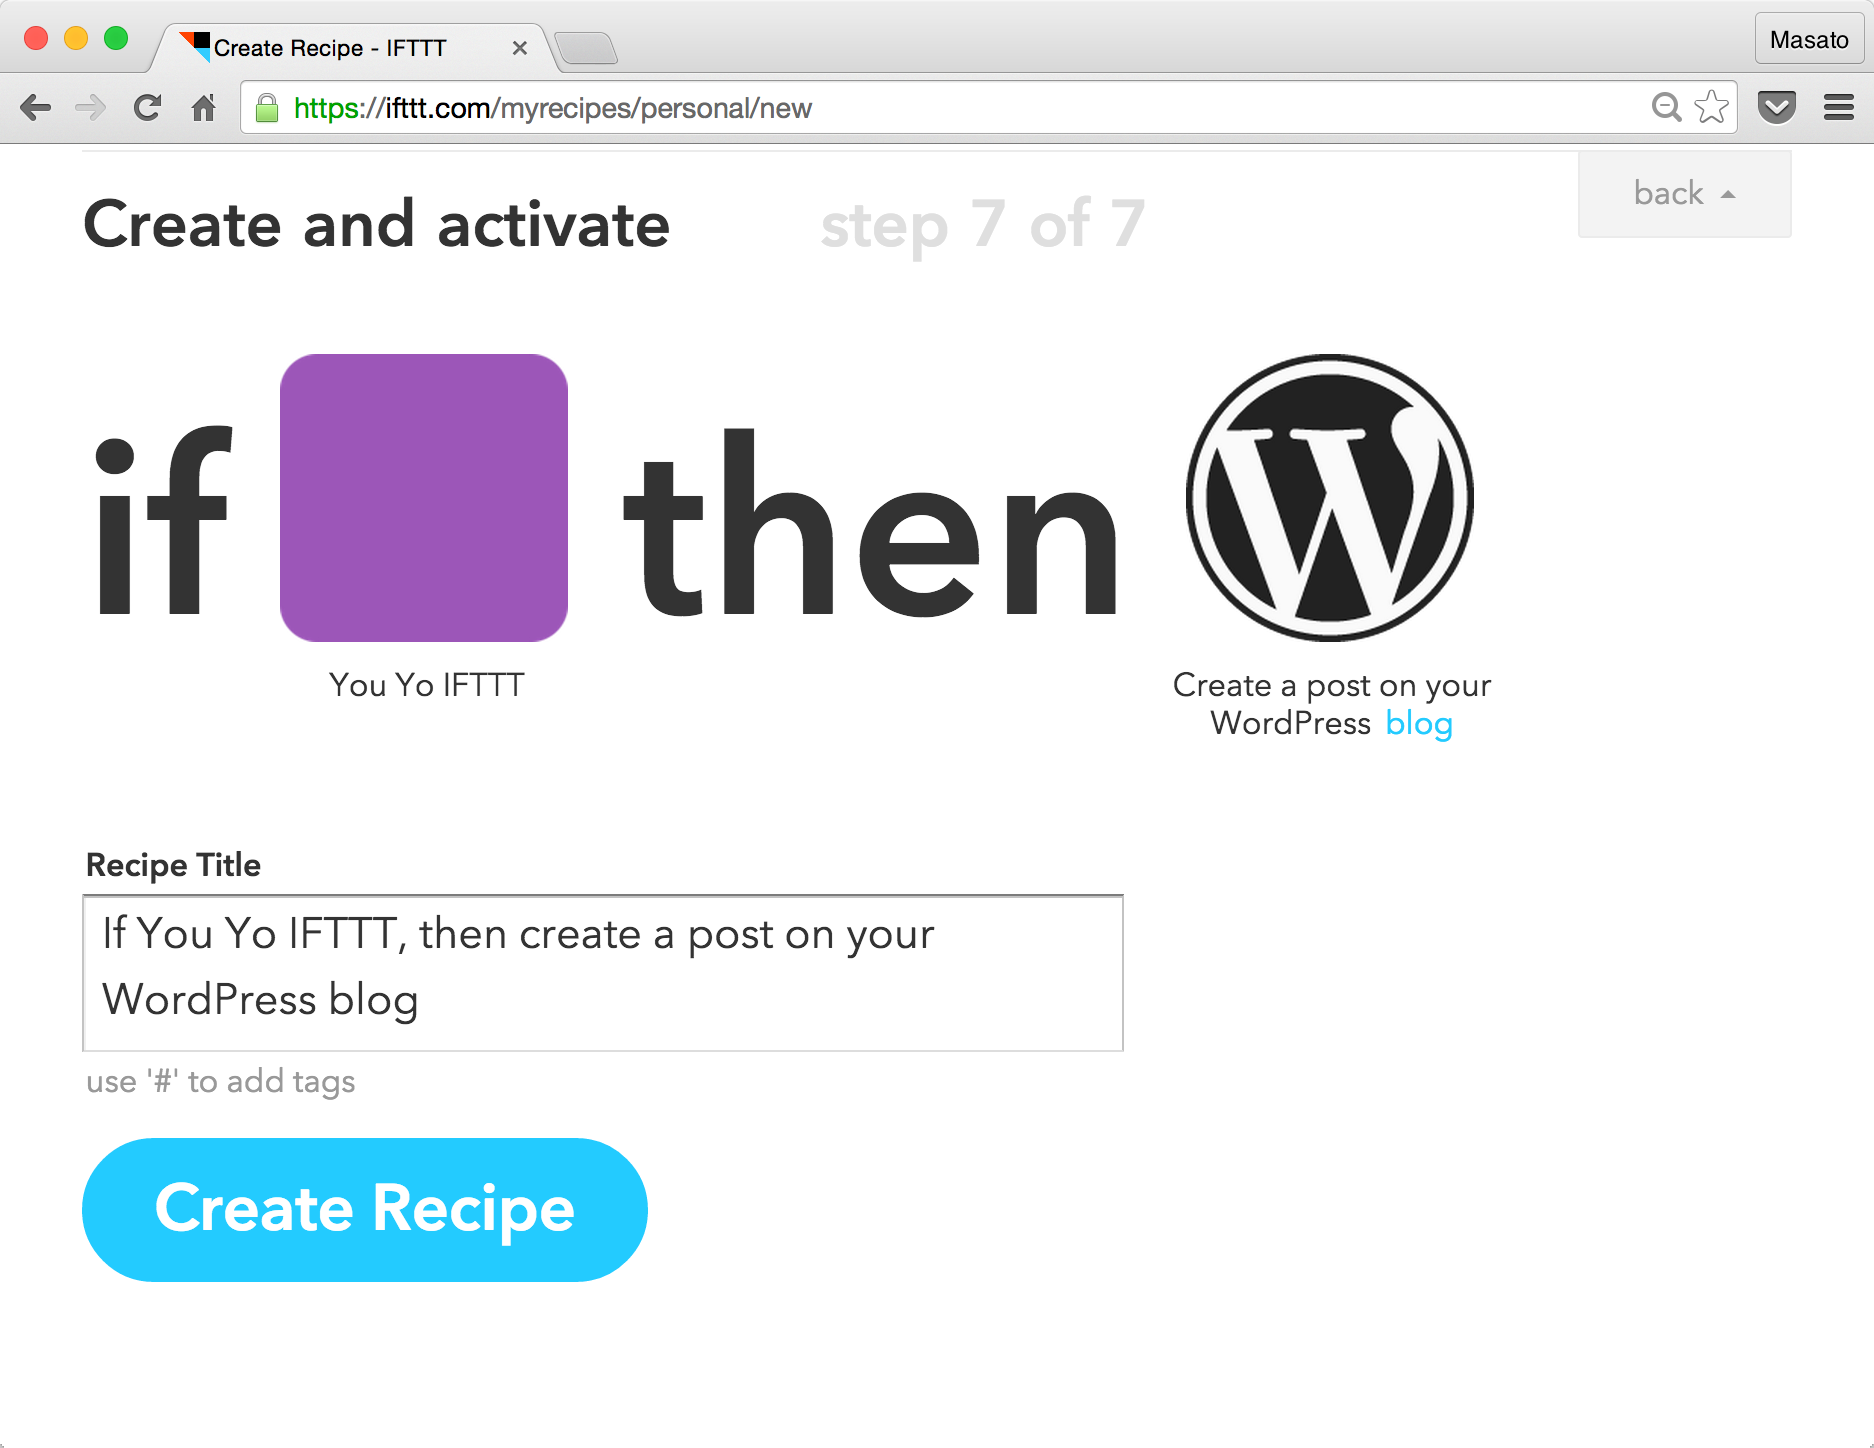 Create Recipe - IFTTT
Masato
https://ifttt.com/myrecipes/personal/new
Create and activate step 7 of 7
back
if then
You Yo IFTTT
Create a post on your
WordPress blog
Recipe Title
If You Yo IFTTT, then create a post on your
WordPress blog
use '#' to add tags
Create Recipe